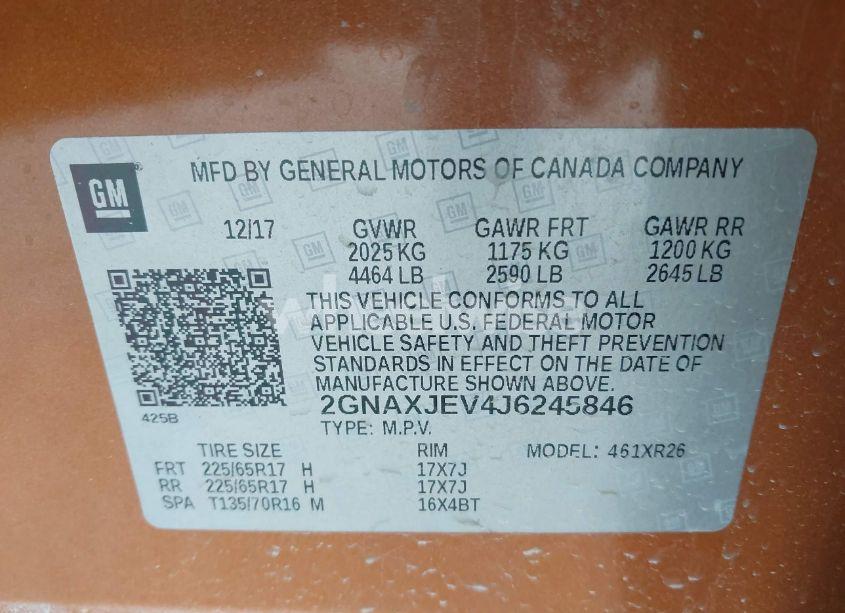 GM
MFD BY GENERAL MOTORS OF CANADA COMPANY
12/17 GVWR GAWR FRT GAWR RR
2025 KG 1175 KG 1200 KG
4464 LB 2590 LB 2645 LB
THIS VEHICLE CONFORMS TO ALL
APPLICABLE U.S. FEDERAL MOTOR
VEHICLE SAFETY AND THEFT PREVENTION
STANDARDS IN EFFECT ON THE DATE OF
MANUFACTURE SHOWN ABOVE.
425B
2GNAXJEV4J6245846
TYPE: M.P.V.
TIRE SIZE RIM MODEL: 461XR26
FRT 225/65R17 H 17X7J
RR 225/65R17 H 17X7J
SPA T135/70R16 M 16X4BT